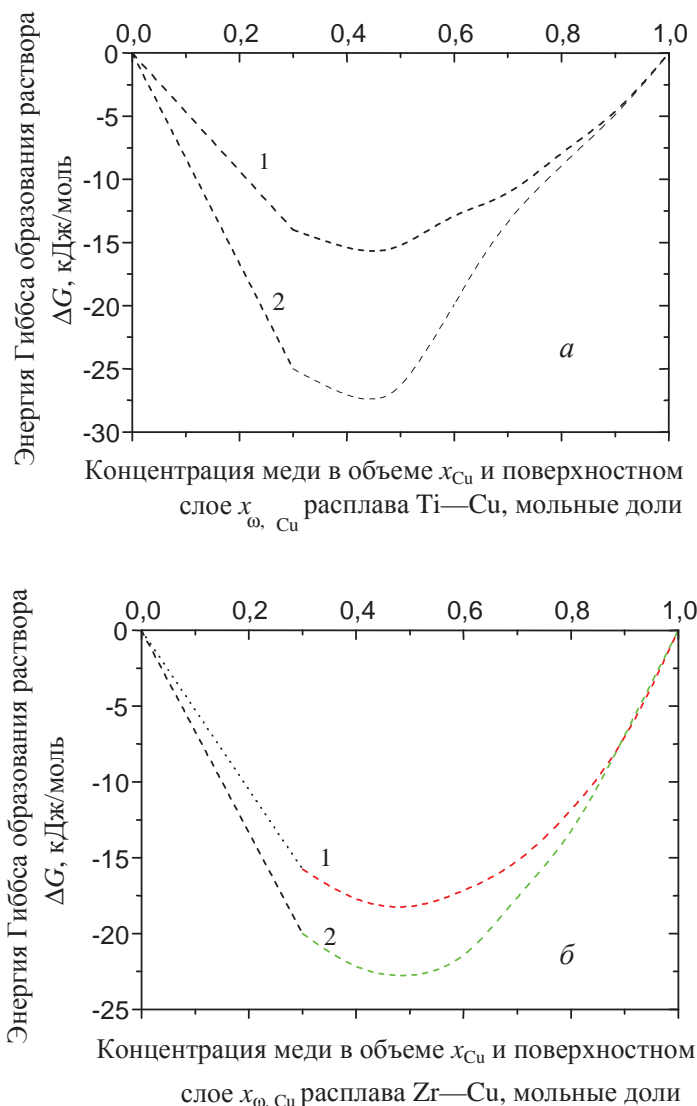 0,0 0,2 0,4 0,6 0,8 1,0
0
-5
-10
-15
-20
-25
-30
Энергия Гиббса образования раствора
ΔG, кДж/моль
1
2
а
Концентрация меди в объеме xCu и поверхностном
слое xω, Cu расплава Ti—Cu, мольные доли
0,0 0,2 0,4 0,6 0,8 1,0
0
-5
-10
-15
-20
-25
Энергия Гиббса образования раствора
ΔG, кДж/моль
1
2
б
Концентрация меди в объеме xCu и поверхностном
слое xω, Cu расплава Zr—Cu, мольные доли